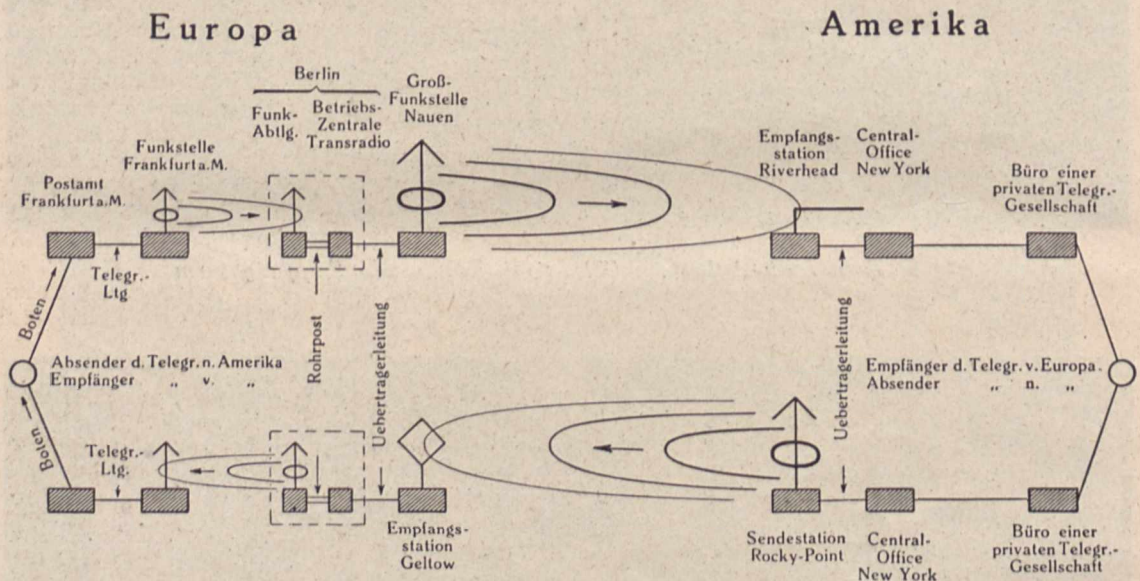 Europa
Amerika
Berlin
Funk-
Abtlg.
Betriebs-
Zentrale
Transradio
Groß-
Funkstelle
Nauen
Funkstelle
Frankfurt a.M.
Postamt
Frankfurt a.M.
Empfangs-
station
Riverhead
Central-
Office
New York
Büro einer
privaten Telegr.-
Gesellschaft
Telegr.-
Ltg
Boten
Rohrpost
Uebertragerleitung
Uebertragerleitung
Absender d. Telegr. n. Amerika
Empfänger „ v. „
Empfänger d. Telegr. v. Europa.
Absender „ n. „
Boten
Telegr.-
Ltg.
Empfangs-
station
Geltow
Sendestation
Rocky-Point
Central-
Office
New York
Büro einer
privaten Telegr.-
Gesellschaft